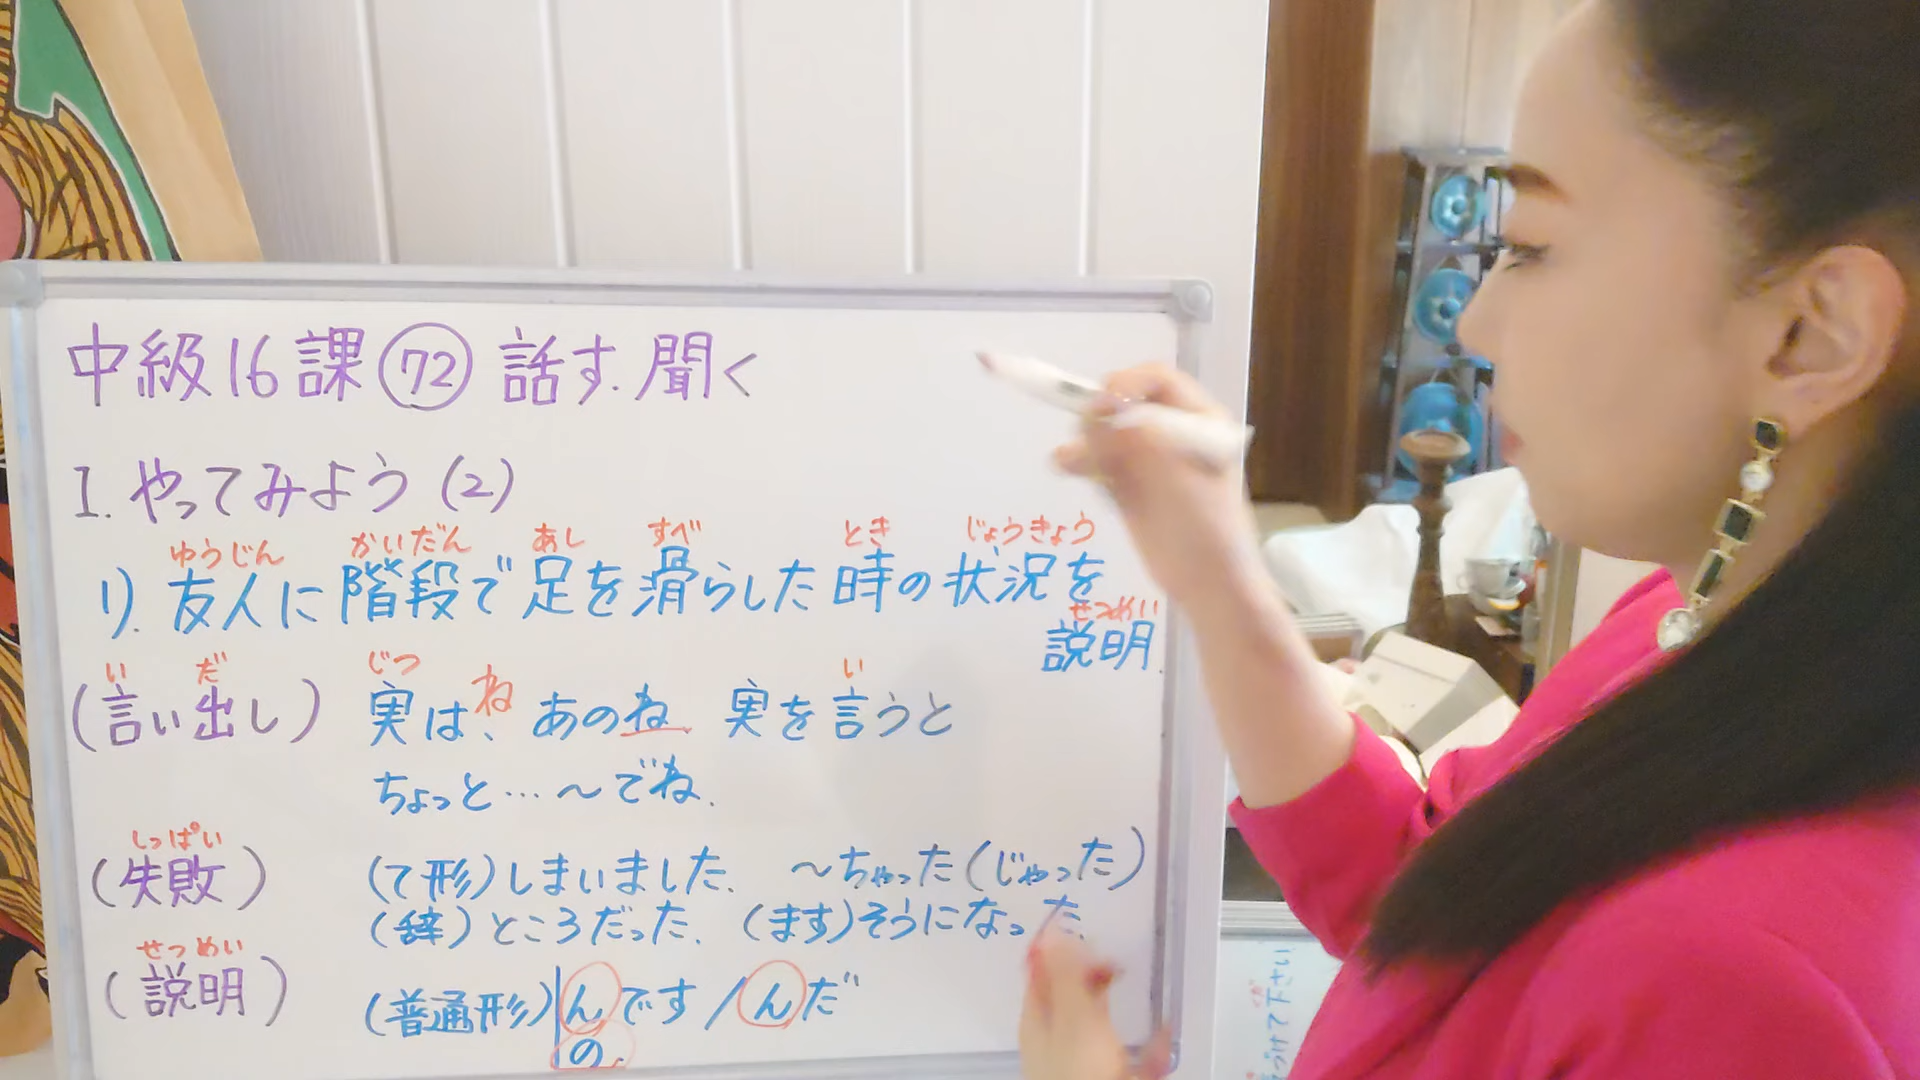 中級16課 72 話す.聞く
I. やってみよう (2)
ゆうじん かいだん あし すべ とき じょうきょう
1). 友人に階段で足を滑らした時の状況を
せつめい
説明.
い だ じつ ね い
(言い出し) 実は、あのね 実を言うと
ちょっと…～でね.
しっぱい
(失敗) (て形)しまいました. ～ちゃった(じゃった)
(辞)ところだった. (ます)そうになった.
せつめい
(説明) (普通形)んです/んだ
の.